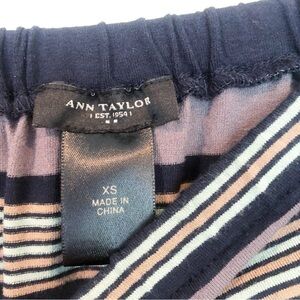 ANN TAYLOR
EST. 1954
XS
MADE IN
CHINA